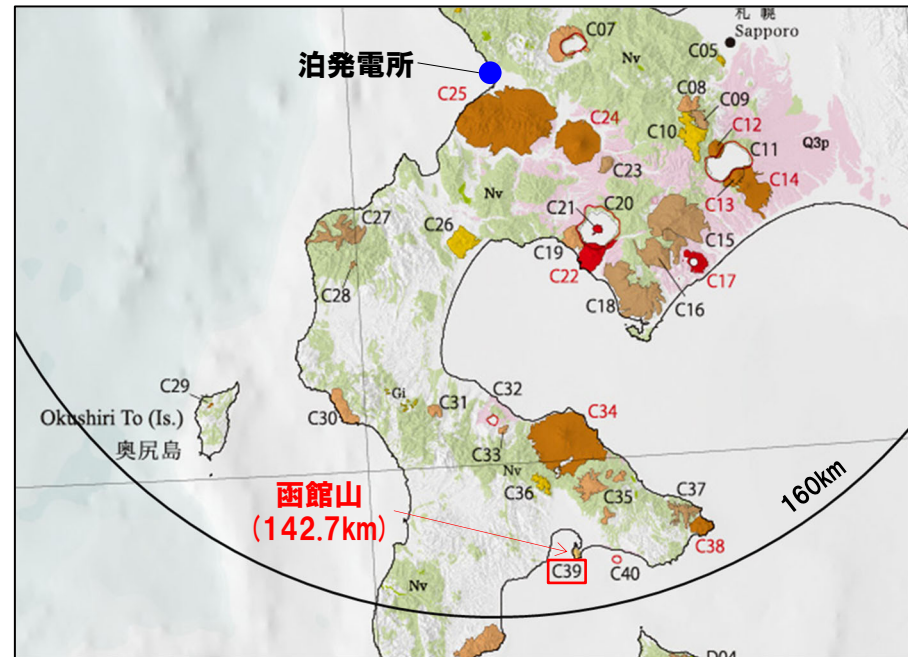 札幌
Sapporo
C07
C05
Nv
泊発電所
C25
C08
C09
C24
C10
C12
C11
Q3p
C23
C14
C13
Nv
C20
C21
C27
C26
C15
C19
C17
C22
C28
C16
C18
C29
Okushiri To (Is.)
奥尻島
Gi
C30
C31
C32
C34
C33
Nv
C36
C35
C37
160km
函館山
(142.7km)
C38
C39
C40
Nv
D04